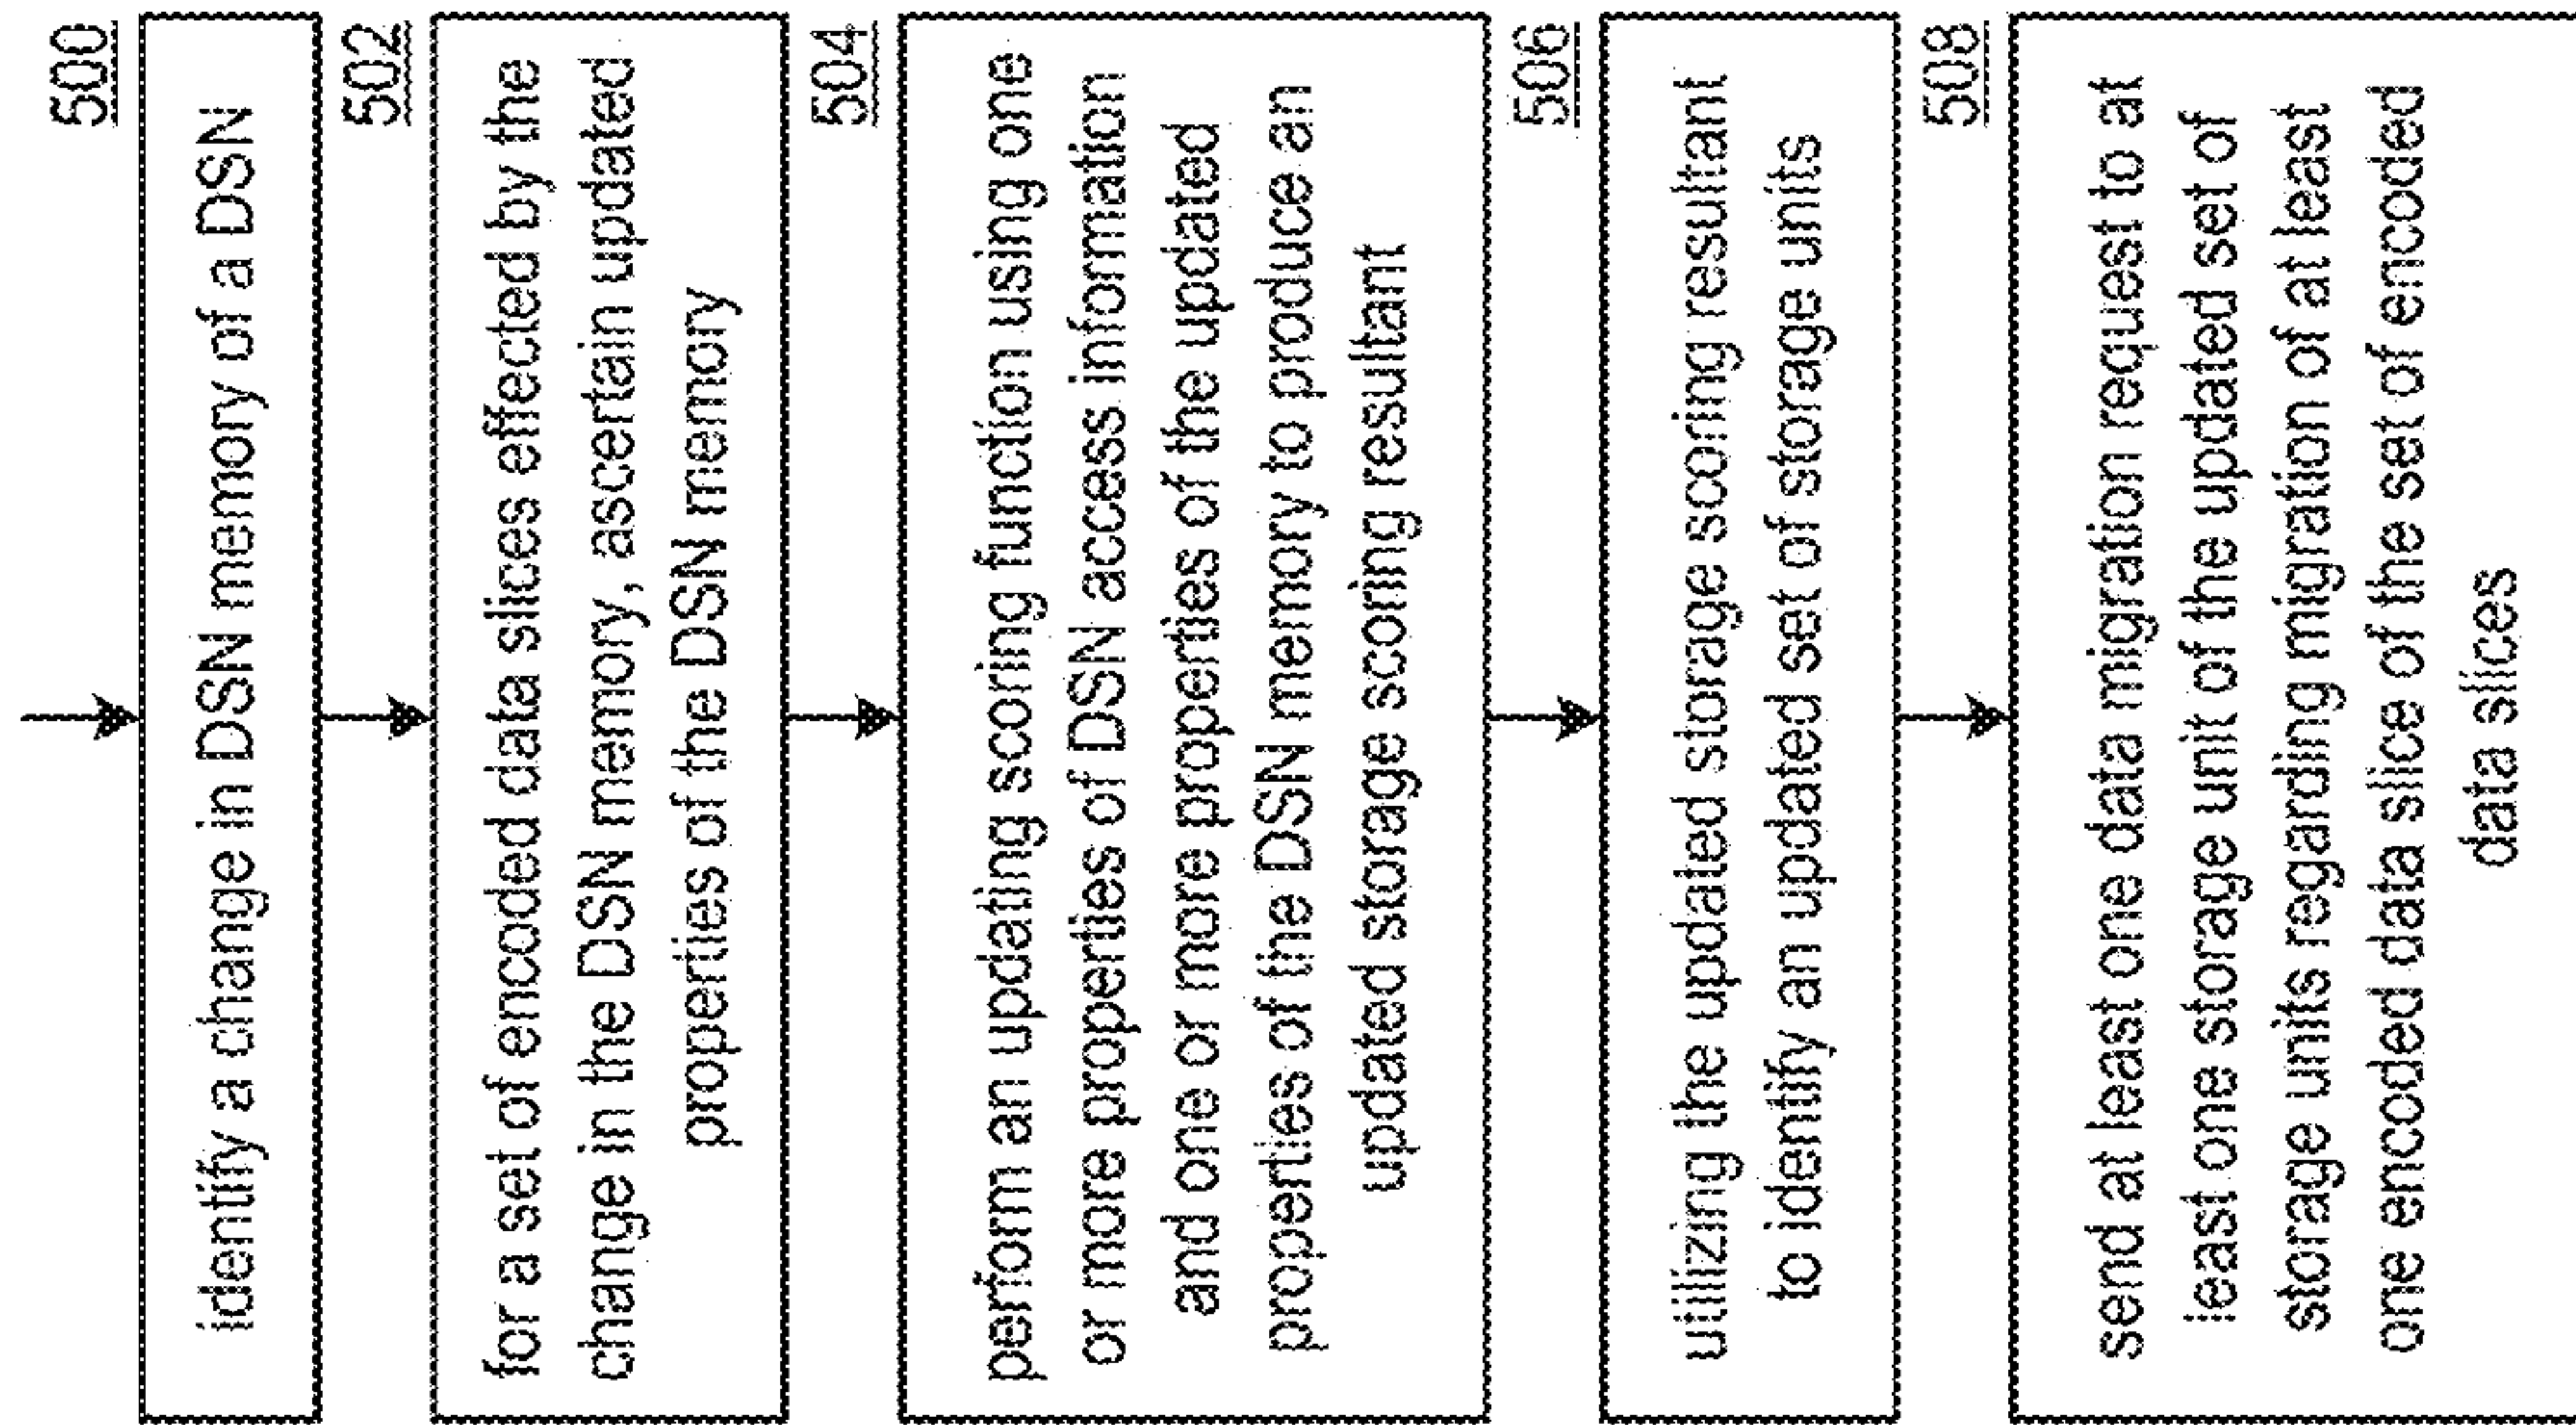 500
identify a change in DSN memory of a DSN
502
for a set of encoded data slices effected by the
change in the DSN memory, ascertain updated
properties of the DSN memory
504
perform an updating scoring function using one
or more properties of DSN access information
and one or more properties of the updated
properties of the DSN memory to produce an
updated storage scoring resultant
506
utilizing the updated storage scoring resultant
to identify an updated set of storage units
508
send at least one data migration request to at
least one storage unit of the updated set of
storage units regarding migration of at least
one encoded data slice of the set of encoded
data slices